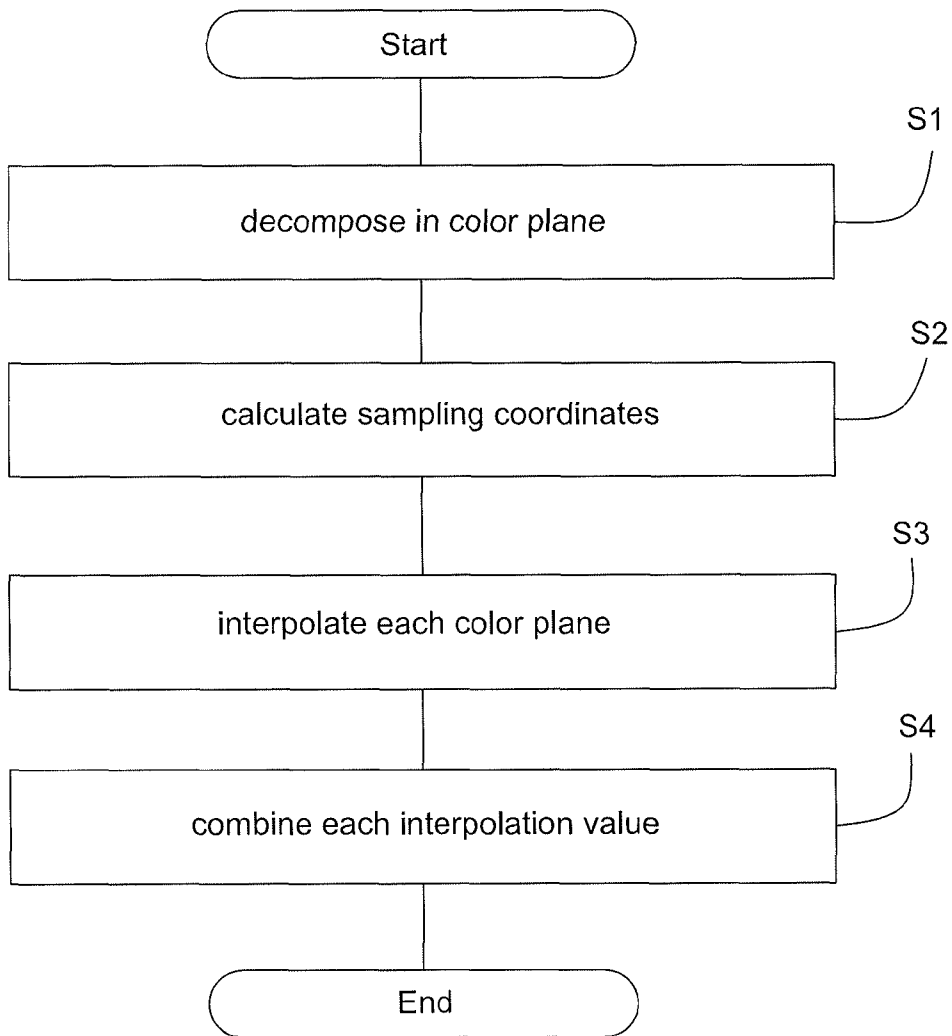 Start
S1
decompose in color plane
S2
calculate sampling coordinates
S3
interpolate each color plane
S4
combine each interpolation value
End